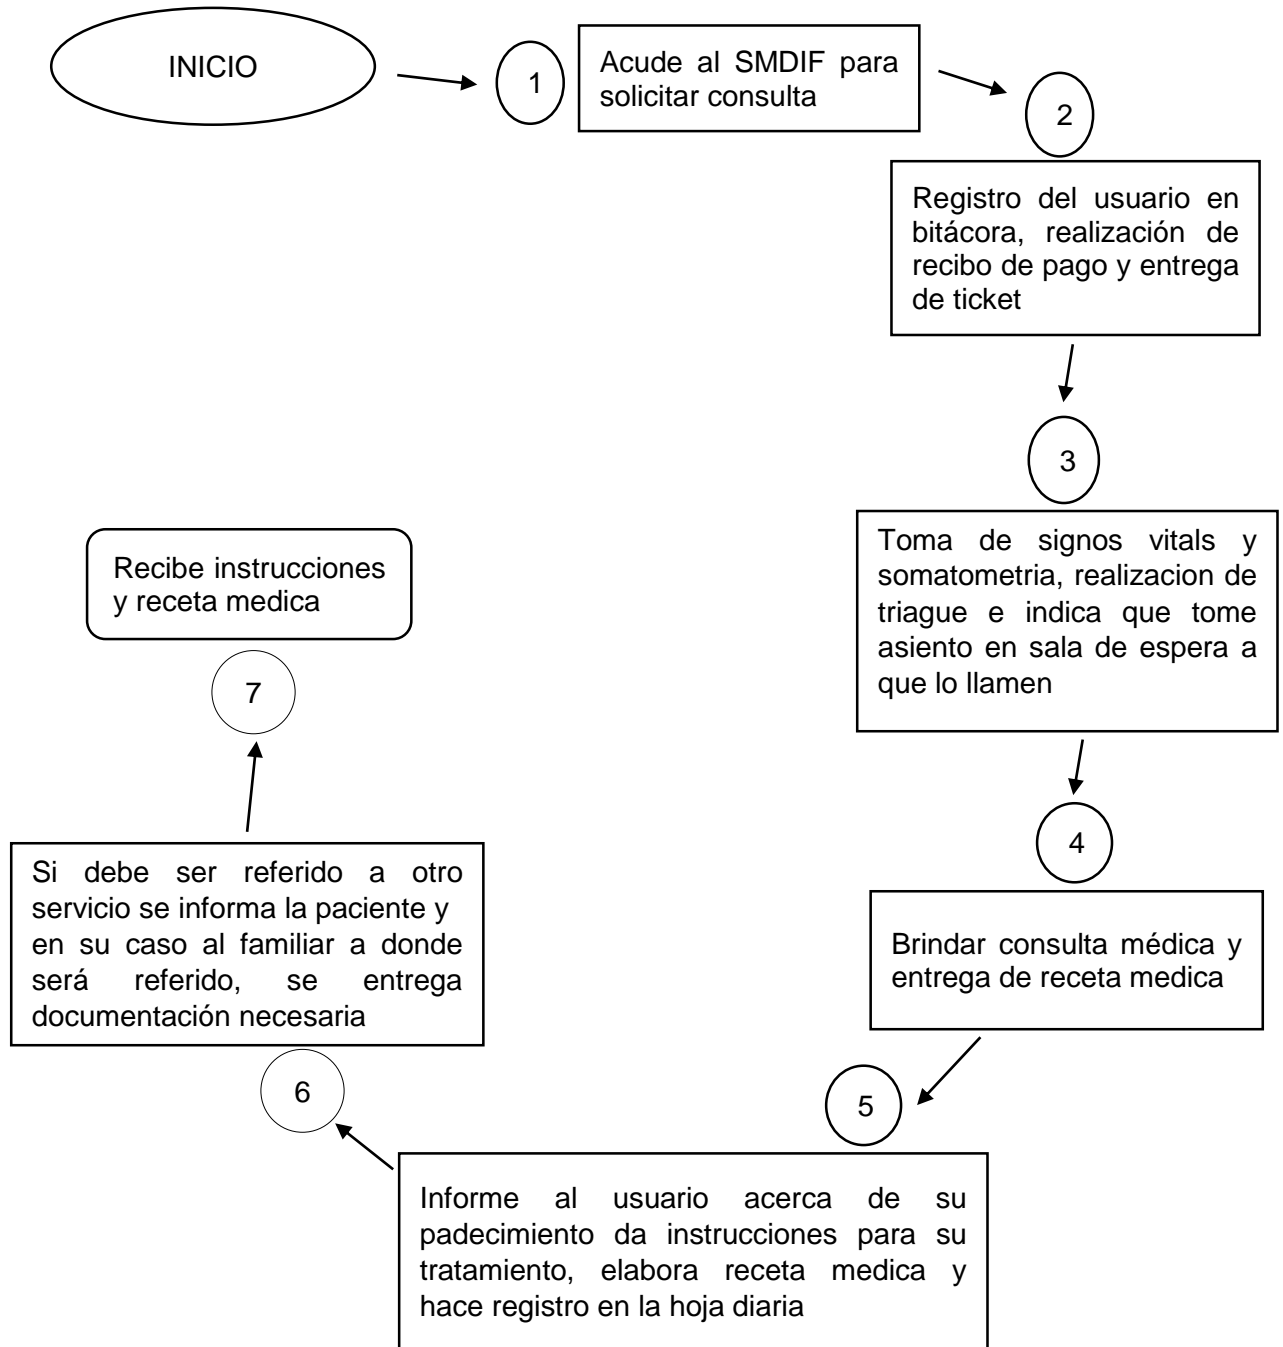 INICIO
1
Acude al SMDIF para
solicitar consulta
2
Registro del usuario en
bitácora, realización de
recibo de pago y entrega
de ticket
3
Toma de signos vitals y
somatometria, realizacion de
triague e indica que tome
asiento en sala de espera a
que lo llamen
4
Brindar consulta médica y
entrega de receta medica
5
Informe al usuario acerca de su
padecimiento da instrucciones para su
tratamiento, elabora receta medica y
hace registro en la hoja diaria
6
Si debe ser referido a otro
servicio se informa la paciente y
en su caso al familiar a donde
será referido, se entrega
documentación necesaria
7
Recibe instrucciones
y receta medica